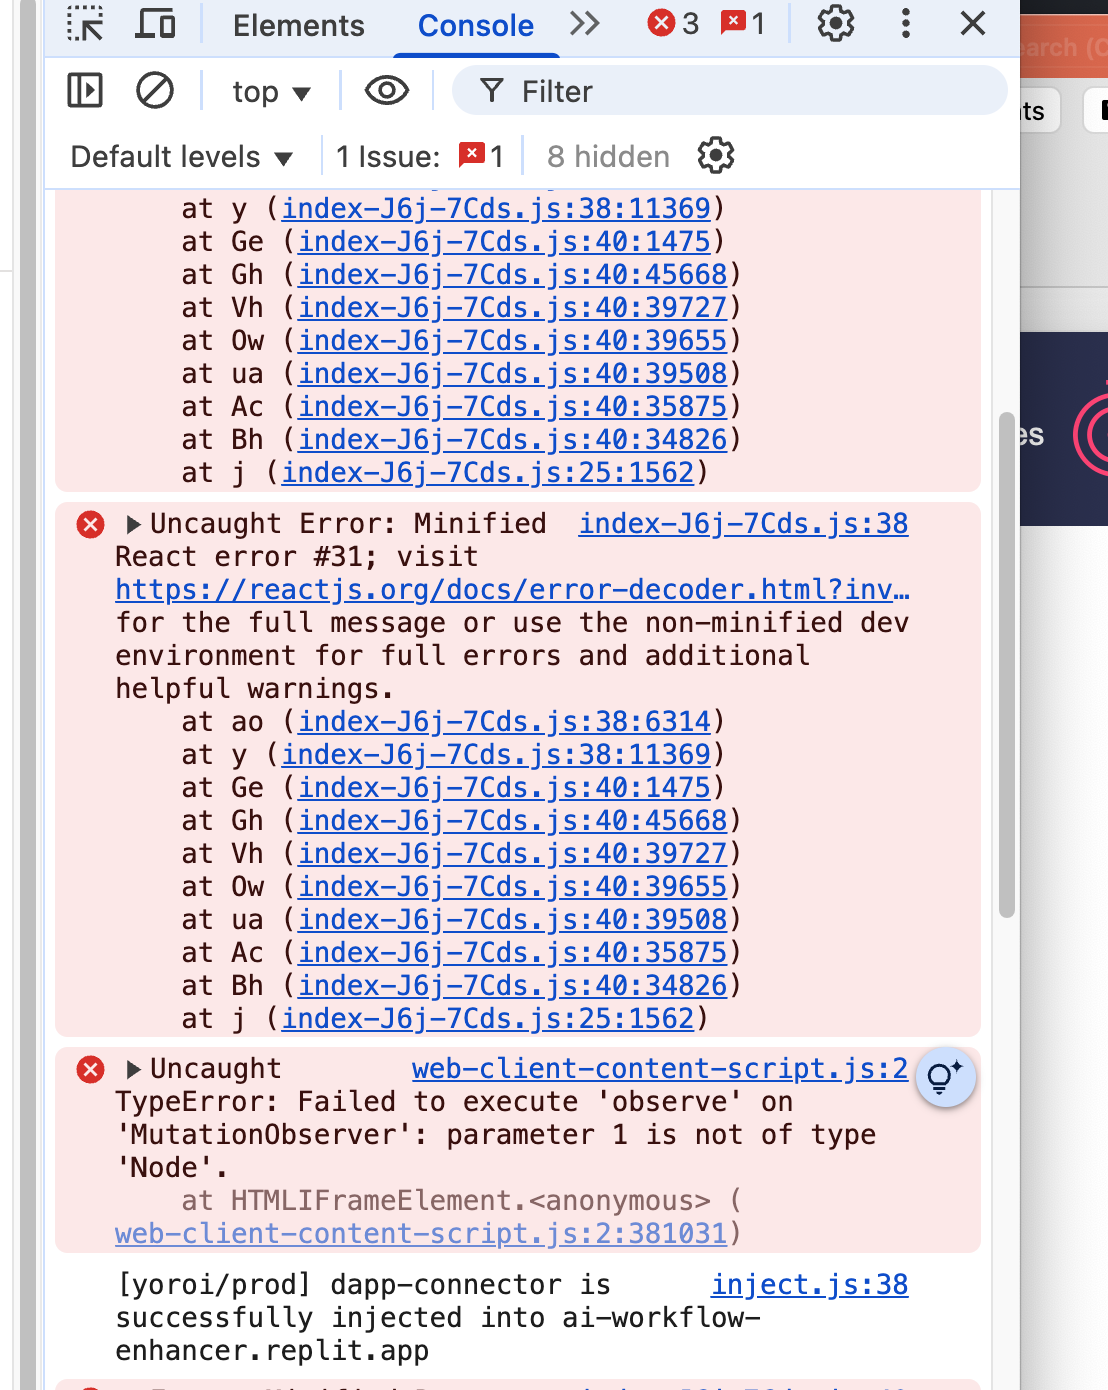 Elements Console 3 1
top Filter
Default levels 1 Issue: 1 8 hidden
at y (index-J6j-7Cds.js:38:11369)
at Ge (index-J6j-7Cds.js:40:1475)
at Gh (index-J6j-7Cds.js:40:45668)
at Vh (index-J6j-7Cds.js:40:39727)
at Ow (index-J6j-7Cds.js:40:39655)
at ua (index-J6j-7Cds.js:40:39508)
at Ac (index-J6j-7Cds.js:40:35875)
at Bh (index-J6j-7Cds.js:40:34826)
at j (index-J6j-7Cds.js:25:1562)
Uncaught Error: Minified index-J6j-7Cds.js:38
React error #31; visit
https://reactjs.org/docs/error-decoder.html?inv…
for the full message or use the non-minified dev
environment for full errors and additional
helpful warnings.
at ao (index-J6j-7Cds.js:38:6314)
at y (index-J6j-7Cds.js:38:11369)
at Ge (index-J6j-7Cds.js:40:1475)
at Gh (index-J6j-7Cds.js:40:45668)
at Vh (index-J6j-7Cds.js:40:39727)
at Ow (index-J6j-7Cds.js:40:39655)
at ua (index-J6j-7Cds.js:40:39508)
at Ac (index-J6j-7Cds.js:40:35875)
at Bh (index-J6j-7Cds.js:40:34826)
at j (index-J6j-7Cds.js:25:1562)
Uncaught web-client-content-script.js:2
TypeError: Failed to execute 'observe' on
'MutationObserver': parameter 1 is not of type
'Node'.
at HTMLIFrameElement.<anonymous> (
web-client-content-script.js:2:381031)
[yoroi/prod] dapp-connector is inject.js:38
successfully injected into ai-workflow-
enhancer.replit.app
earch (C
ts
es